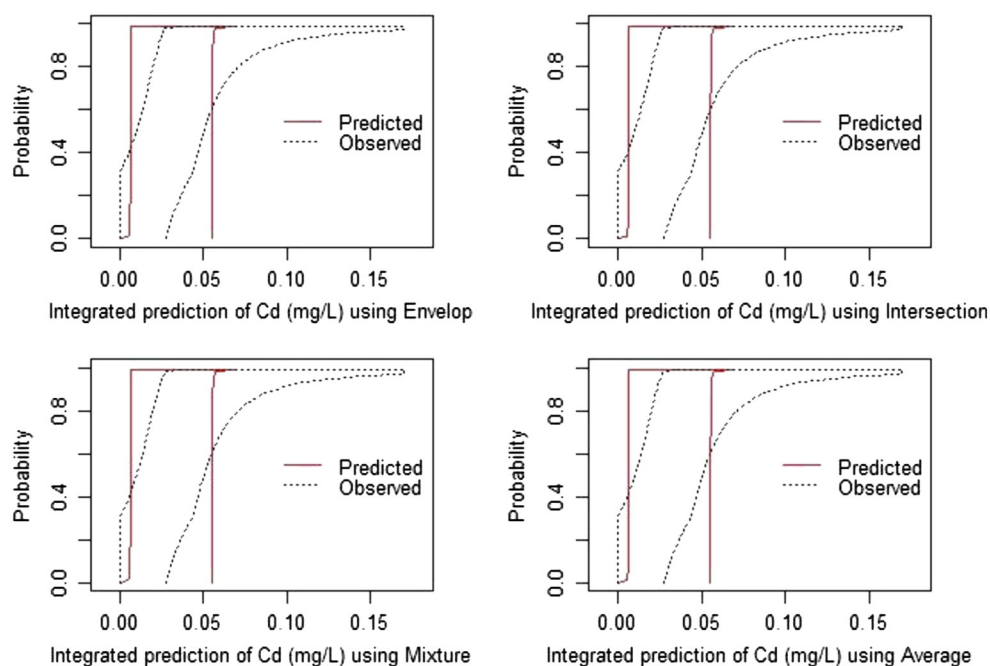 Probability
0.0 0.4 0.8
Predicted
Observed
0.00 0.05 0.10 0.15
Integrated prediction of Cd (mg/L) using Envelop
Probability
0.0 0.4 0.8
Predicted
Observed
0.00 0.05 0.10 0.15
Integrated prediction of Cd (mg/L) using Intersection
Probability
0.0 0.4 0.8
Predicted
Observed
0.00 0.05 0.10 0.15
Integrated prediction of Cd (mg/L) using Mixture
Probability
0.0 0.4 0.8
Predicted
Observed
0.00 0.05 0.10 0.15
Integrated prediction of Cd (mg/L) using Average